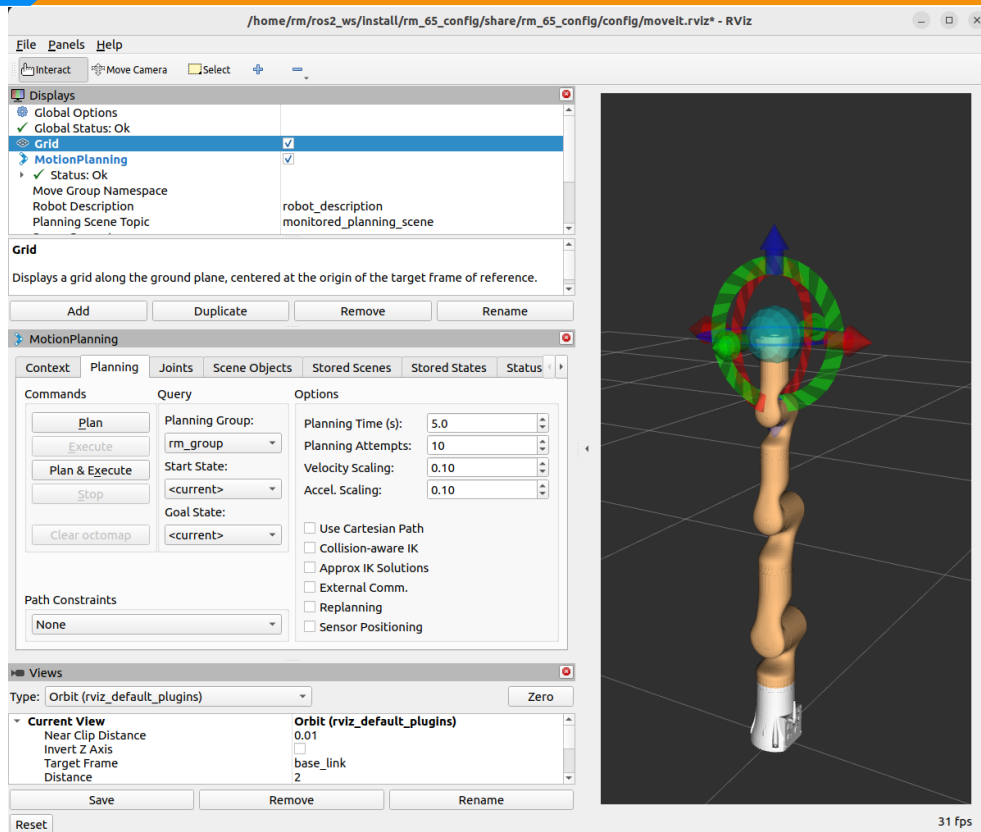 /home/rm/ros2_ws/install/rm_65_config/share/rm_65_config/config/moveit.rviz* - RViz
File Panels Help
Interact Move Camera Select
Displays
Global Options
Global Status: Ok
Grid
MotionPlanning
Status: Ok
Move Group Namespace
Robot Description robot_description
Planning Scene Topic monitored_planning_scene
Grid
Displays a grid along the ground plane, centered at the origin of the target frame of reference.
Add Duplicate Remove Rename
MotionPlanning
Context Planning Joints Scene Objects Stored Scenes Stored States Status
Commands Query Options
Plan Planning Group: Planning Time (s): 5.0
Execute rm_group Planning Attempts: 10
Plan & Execute Start State: Velocity Scaling: 0.10
Stop <current> Accel. Scaling: 0.10
Goal State:
Clear octomap <current> Use Cartesian Path
Collision-aware IK
Approx IK Solutions
External Comm.
Path Constraints Replanning
None Sensor Positioning
Views
Type: Orbit (rviz_default_plugins) Zero
Current View Orbit (rviz_default_plugins)
Near Clip Distance 0.01
Invert Z Axis
Target Frame base_link
Distance 2
Save Remove Rename
Reset 31 fps